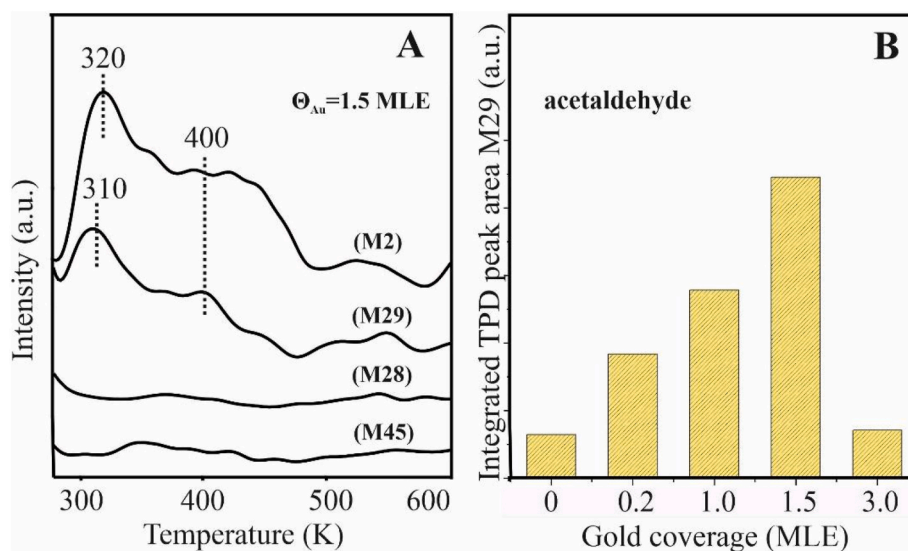 A
320
ΘAu=1.5 MLE
400
310
(M2)
(M29)
(M28)
(M45)
Intensity (a.u.)
300 400 500 600
Temperature (K)
B
acetaldehyde
Integrated TPD peak area M29 (a.u.)
0 0.2 1.0 1.5 3.0
Gold coverage (MLE)